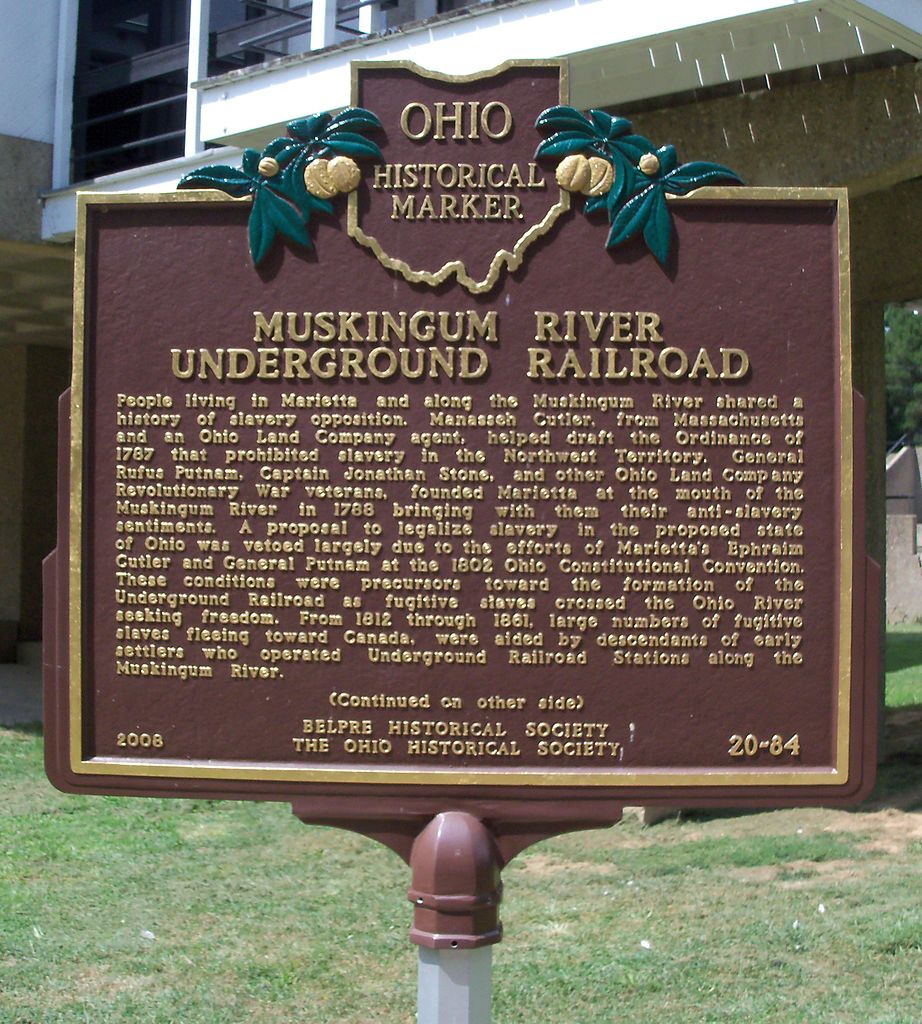 OHIO
HISTORICAL
MARKER
MUSKINGUM RIVER
UNDERGROUND RAILROAD
People living in Marietta and along the Muskingum River shared a
history of slavery opposition. Manasseh Cutler, from Massachusetts
and an Ohio Land Company agent, helped draft the Ordinance of
1787 that prohibited slavery in the Northwest Territory. General
Rufus Putnam, Captain Jonathan Stone, and other Ohio Land Company
Revolutionary War veterans, founded Marietta at the mouth of the
Muskingum River in 1788 bringing with them their anti-slavery
sentiments. A proposal to legalize slavery in the proposed state
of Ohio was vetoed largely due to the efforts of Marietta's Ephraim
Cutler and General Putnam at the 1802 Ohio Constitutional Convention.
These conditions were precursors toward the formation of the
Underground Railroad as fugitive slaves crossed the Ohio River
seeking freedom. From 1812 through 1861, large numbers of fugitive
slaves fleeing toward Canada, were aided by descendants of early
settlers who operated Underground Railroad Stations along the
Muskingum River.
(Continued on other side)
BELPRE HISTORICAL SOCIETY
THE OHIO HISTORICAL SOCIETY
2008
20-84